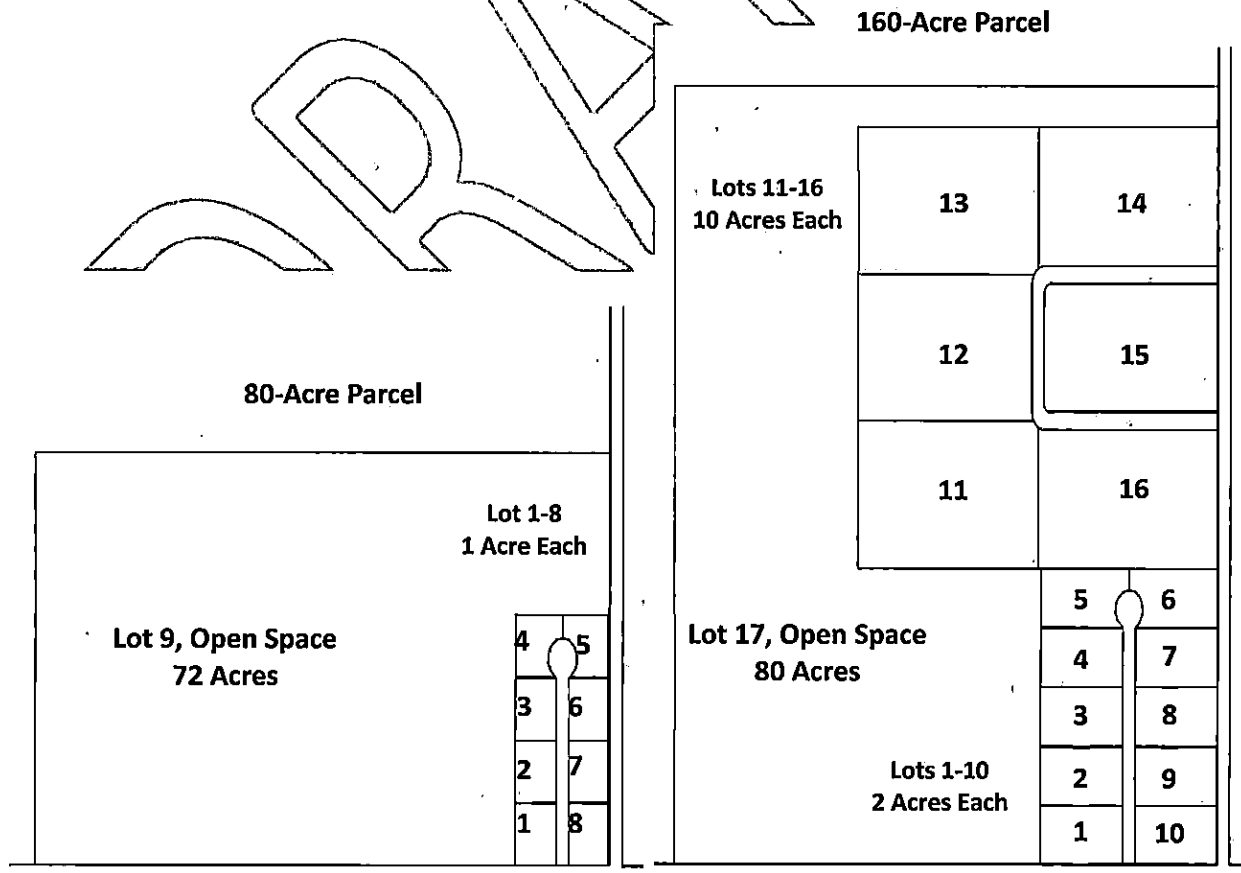 160-Acre Parcel
Lots 11-16
10 Acres Each
13
14
12
15
11
16
5
6
4
7
3
8
2
9
1
10
Lot 17, Open Space
80 Acres
Lots 1-10
2 Acres Each
80-Acre Parcel
Lot 1-8
1 Acre Each
Lot 9, Open Space
72 Acres
4
5
3
6
2
7
1
8